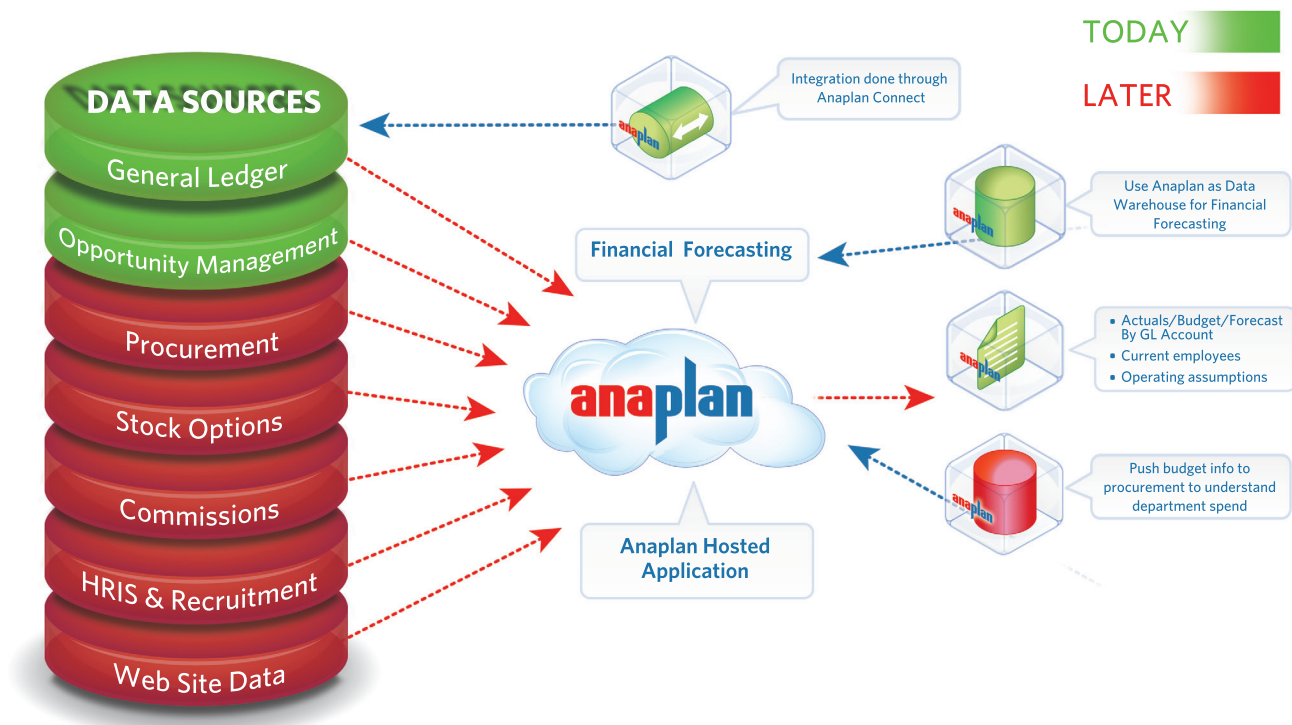 TODAY
LATER
DATA SOURCES
General Ledger
Opportunity Management
Procurement
Stock Options
Commissions
HRIS & Recruitment
Web Site Data
anaplan
Integration done through
Anaplan Connect
Financial Forecasting
anaplan
Anaplan Hosted
Application
anaplan
Use Anaplan as Data
Warehouse for Financial
Forecasting
anaplan
▪ Actuals/Budget/Forecast
By GL Account
▪ Current employees
▪ Operating assumptions
anaplan
Push budget info to
procurement to understand
department spend